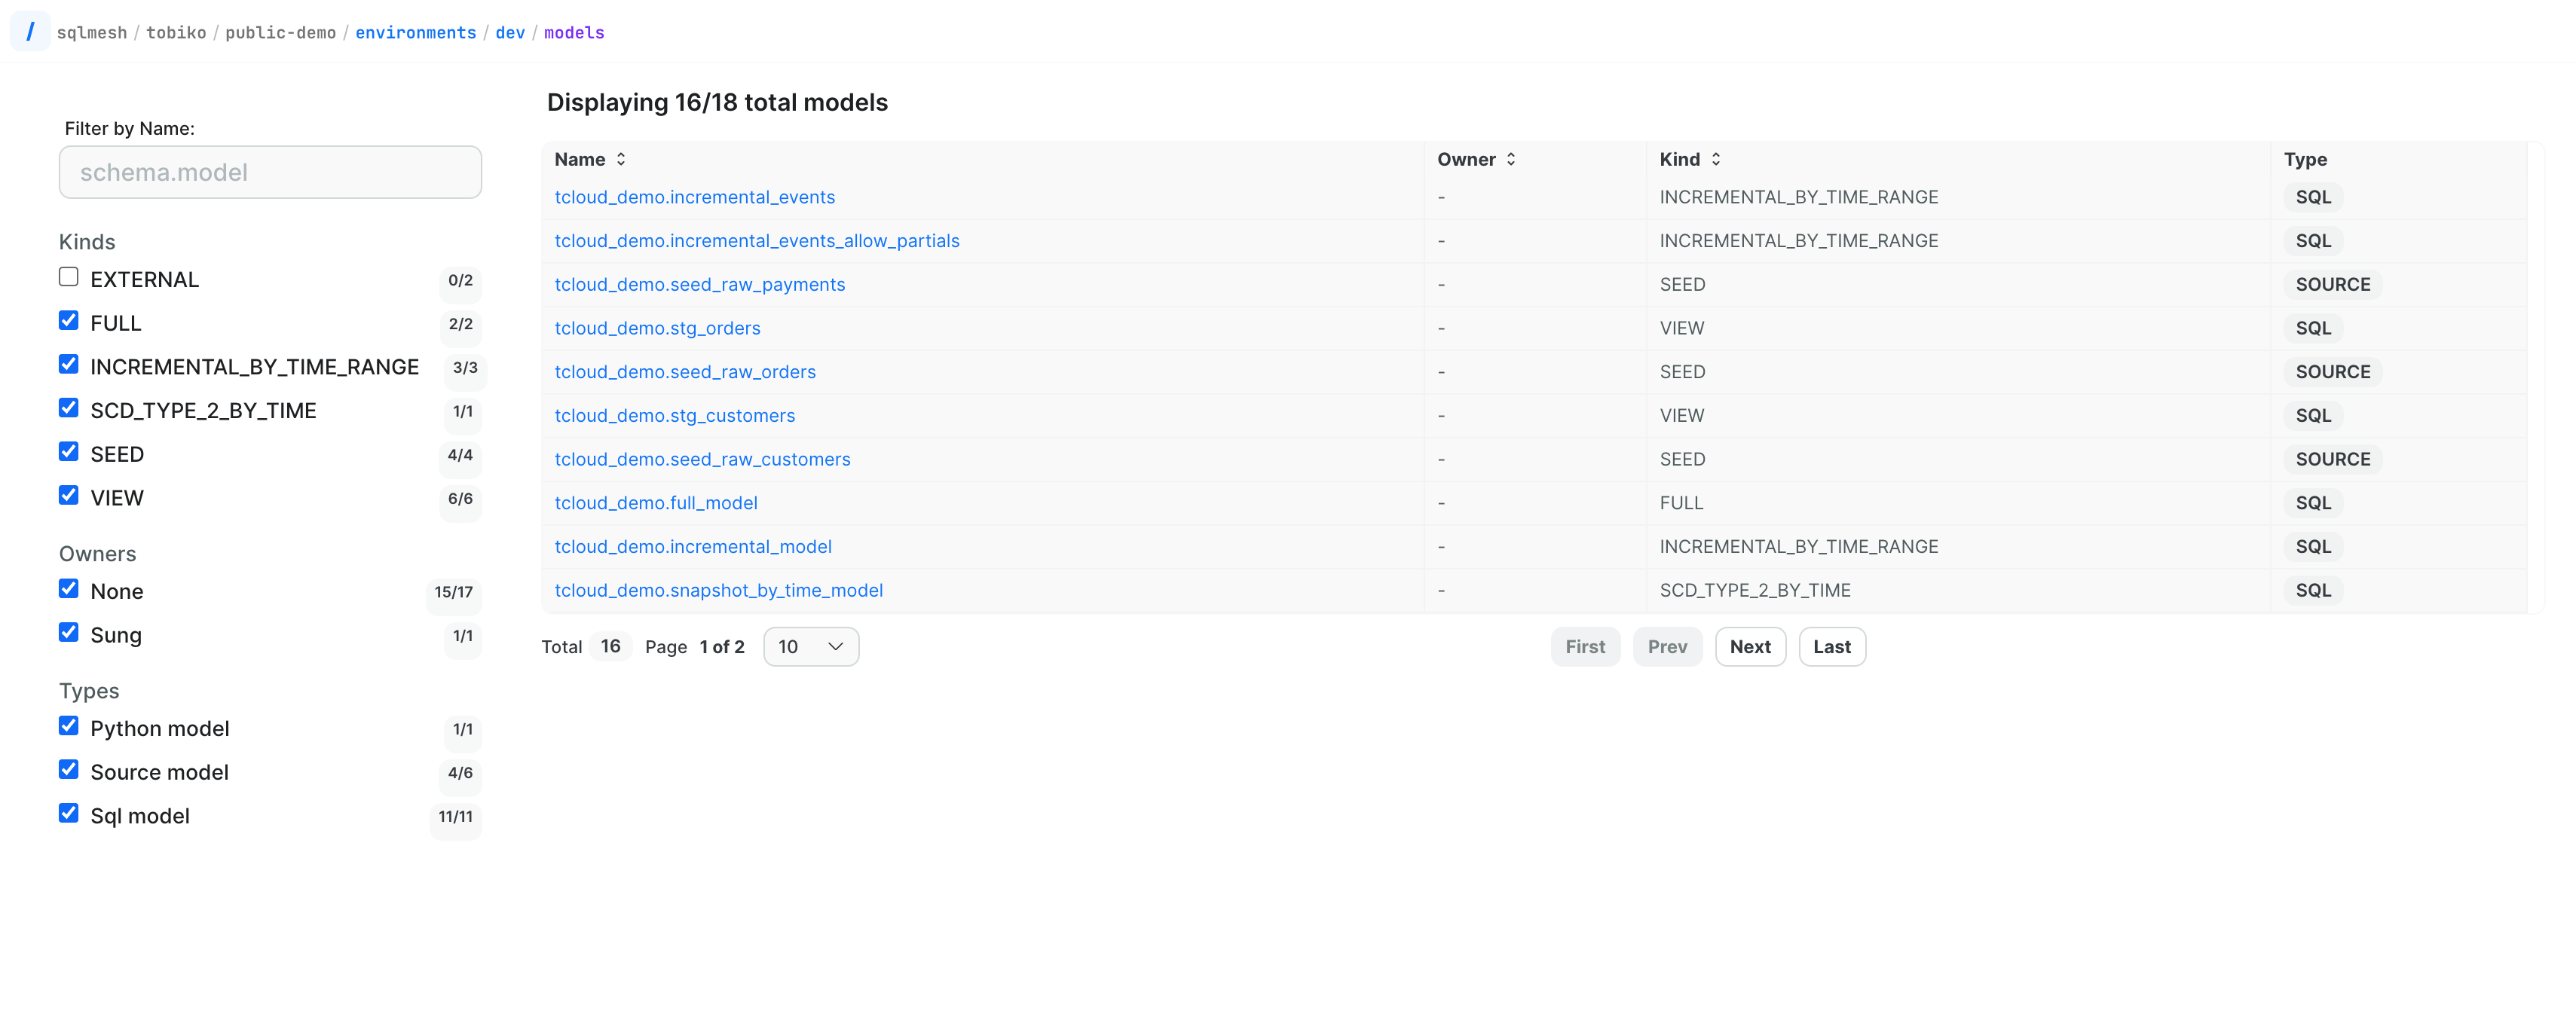 / sqlmesh / tobiko / public-demo / environments / dev / models
Filter by Name:
schema.model
Kinds
EXTERNAL 0/2
FULL 2/2
INCREMENTAL_BY_TIME_RANGE 3/3
SCD_TYPE_2_BY_TIME 1/1
SEED 4/4
VIEW 6/6
Owners
None 15/17
Sung 1/1
Types
Python model 1/1
Source model 4/6
Sql model 11/11
Displaying 16/18 total models
Name Owner Kind Type
tcloud_demo.incremental_events - INCREMENTAL_BY_TIME_RANGE SQL
tcloud_demo.incremental_events_allow_partials - INCREMENTAL_BY_TIME_RANGE SQL
tcloud_demo.seed_raw_payments - SEED SOURCE
tcloud_demo.stg_orders - VIEW SQL
tcloud_demo.seed_raw_orders - SEED SOURCE
tcloud_demo.stg_customers - VIEW SQL
tcloud_demo.seed_raw_customers - SEED SOURCE
tcloud_demo.full_model - FULL SQL
tcloud_demo.incremental_model - INCREMENTAL_BY_TIME_RANGE SQL
tcloud_demo.snapshot_by_time_model - SCD_TYPE_2_BY_TIME SQL
Total 16 Page 1 of 2 10 First Prev Next Last